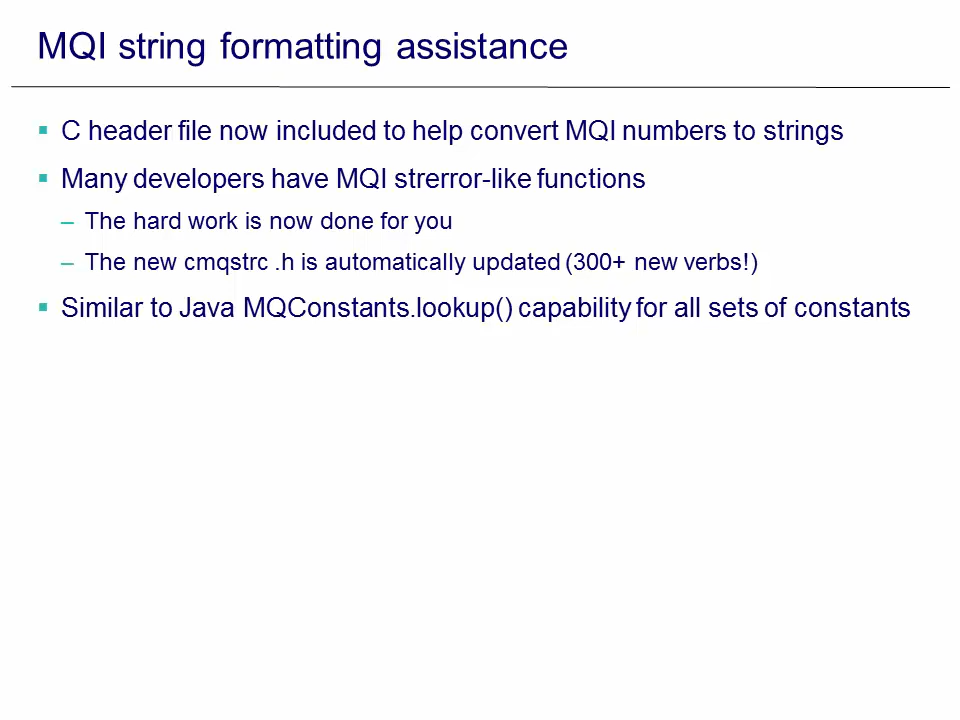 MQI string formatting assistance
▪ C header file now included to help convert MQI numbers to strings
▪ Many developers have MQI strerror-like functions
– The hard work is now done for you
– The new cmqstrc .h is automatically updated (300+ new verbs!)
▪ Similar to Java MQConstants.lookup() capability for all sets of constants